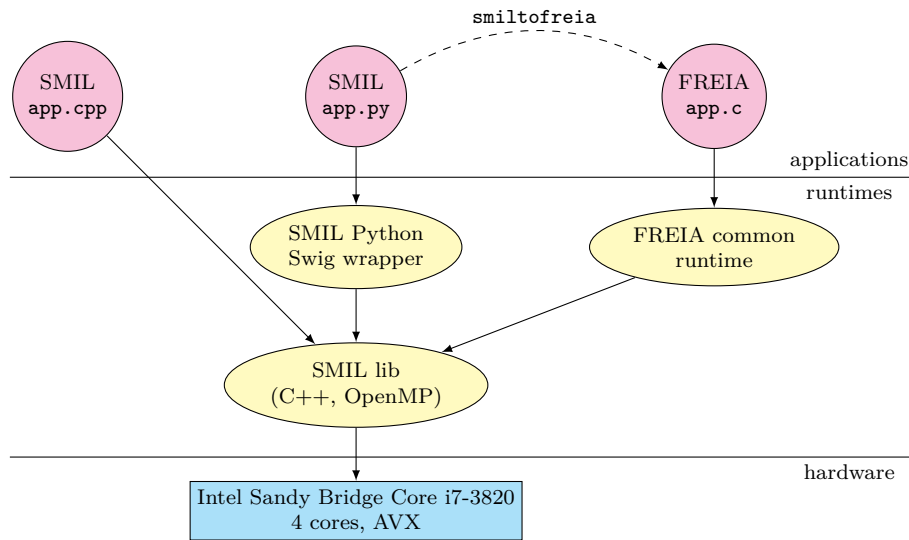 smiltofreia
SMIL
app.cpp
SMIL
app.py
FREIA
app.c
applications
runtimes
SMIL Python
Swig wrapper
FREIA common
runtime
SMIL lib
(C++, OpenMP)
hardware
Intel Sandy Bridge Core i7-3820
4 cores, AVX